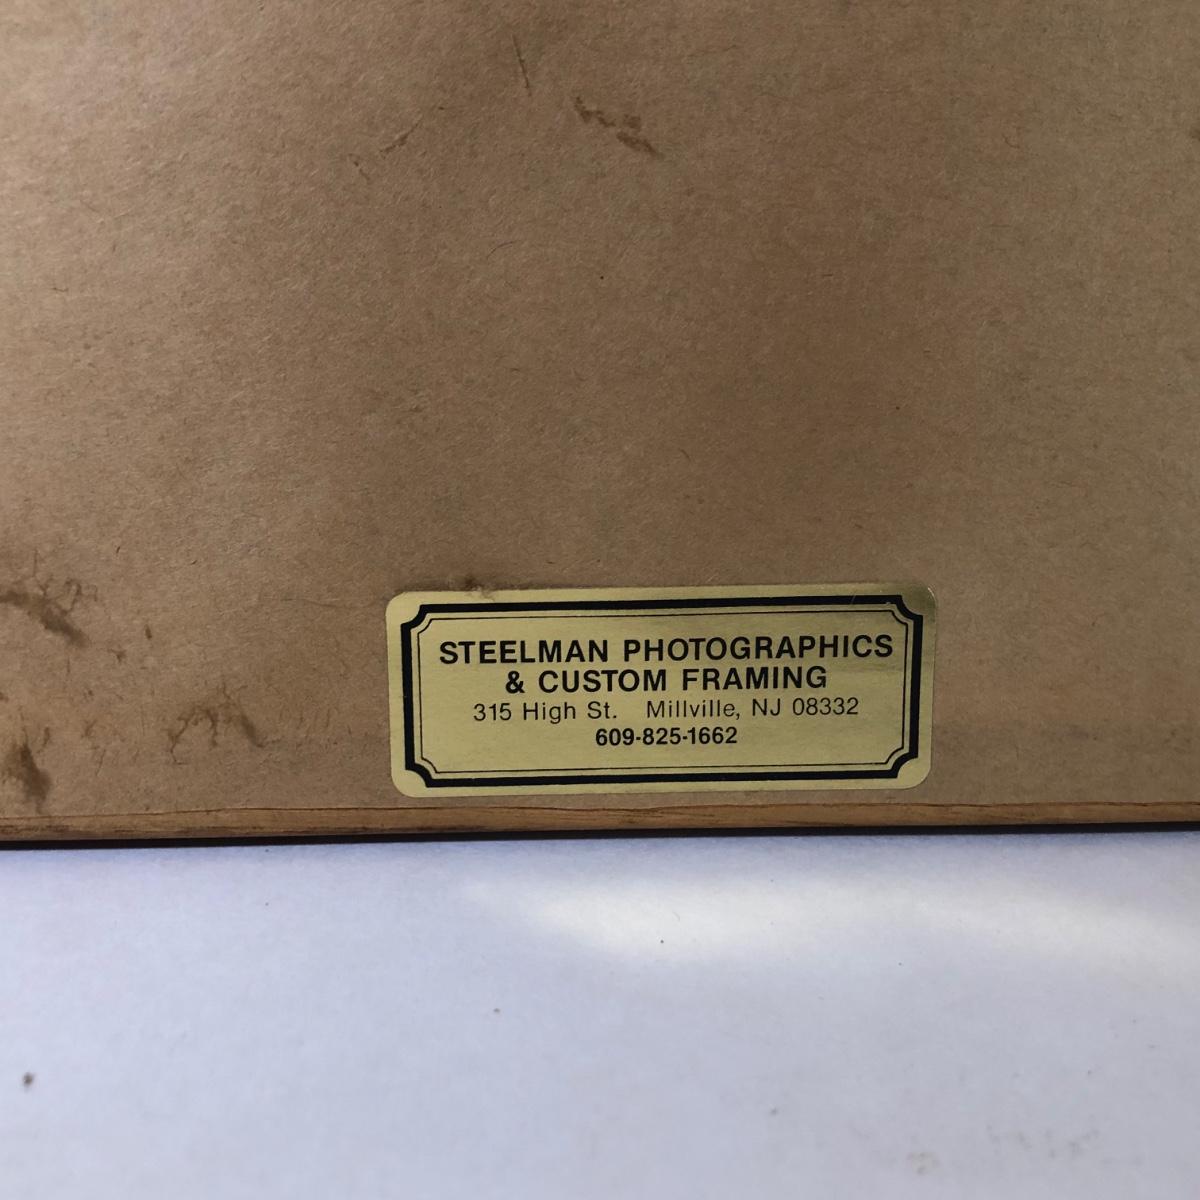 STEELMAN PHOTOGRAPHICS
& CUSTOM FRAMING
315 High St. Millville, NJ 08332
609-825-1662